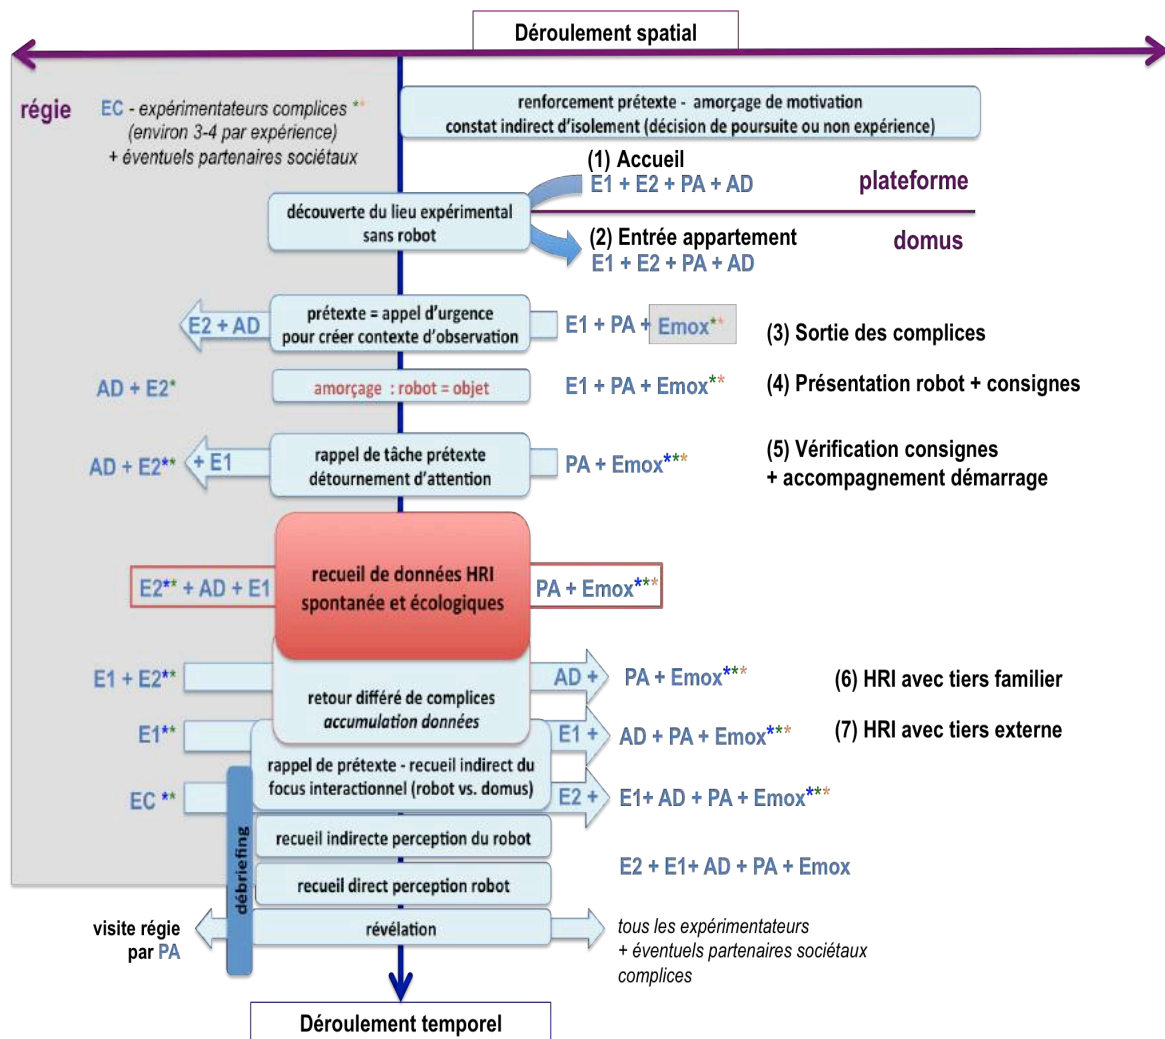 Déroulement spatial
régie
EC - expérimentateurs complices **
(environ 3-4 par expérience)
+ éventuels partenaires sociétaux
renforcement prétexte - amorçage de motivation
constat indirect d'isolement (décision de poursuite ou non expérience)
(1) Accueil
E1 + E2 + PA + AD
plateforme
découverte du lieu expérimental
sans robot
(2) Entrée appartement
E1 + E2 + PA + AD
domus
E2 + AD
prétexte = appel d'urgence
pour créer contexte d'observation
E1 + PA + Emox**
(3) Sortie des complices
AD + E2*
amorçage : robot = objet
E1 + PA + Emox**
(4) Présentation robot + consignes
AD + E2**
+ E1
rappel de tâche prétexte
détournement d'attention
PA + Emox***
(5) Vérification consignes
+ accompagnement démarrage
E2** + AD + E1
recueil de données HRI
spontanée et écologiques
PA + Emox***
E1 + E2**
retour différé de complices
accumulation données
AD +
PA + Emox***
(6) HRI avec tiers familier
E1**
E1 +
AD + PA + Emox***
(7) HRI avec tiers externe
rappel de prétexte - recueil indirect du
focus interactionnel (robot vs. domus)
EC **
E2 +
E1+ AD + PA + Emox***
débriefing
recueil indirecte perception du robot
recueil direct perception robot
E2 + E1+ AD + PA + Emox
visite régie
par PA
révélation
tous les expérimentateurs
+ éventuels partenaires sociétaux
complices
Déroulement temporel